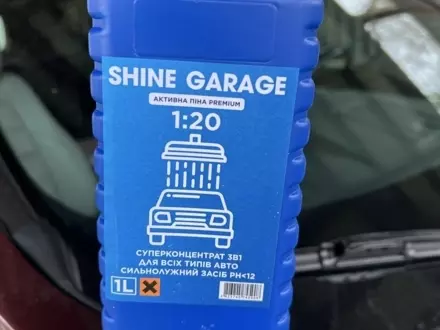 SHINE GARAGE
АКТИВНА ПІНА PREMIUM
1:20
СУПЕРКОНЦЕНТРАТ 3В1
ДЛЯ ВСІХ ТИПІВ АВТО
СИЛЬНОЛУЖНИЙ ЗАСІБ PH<12
1L